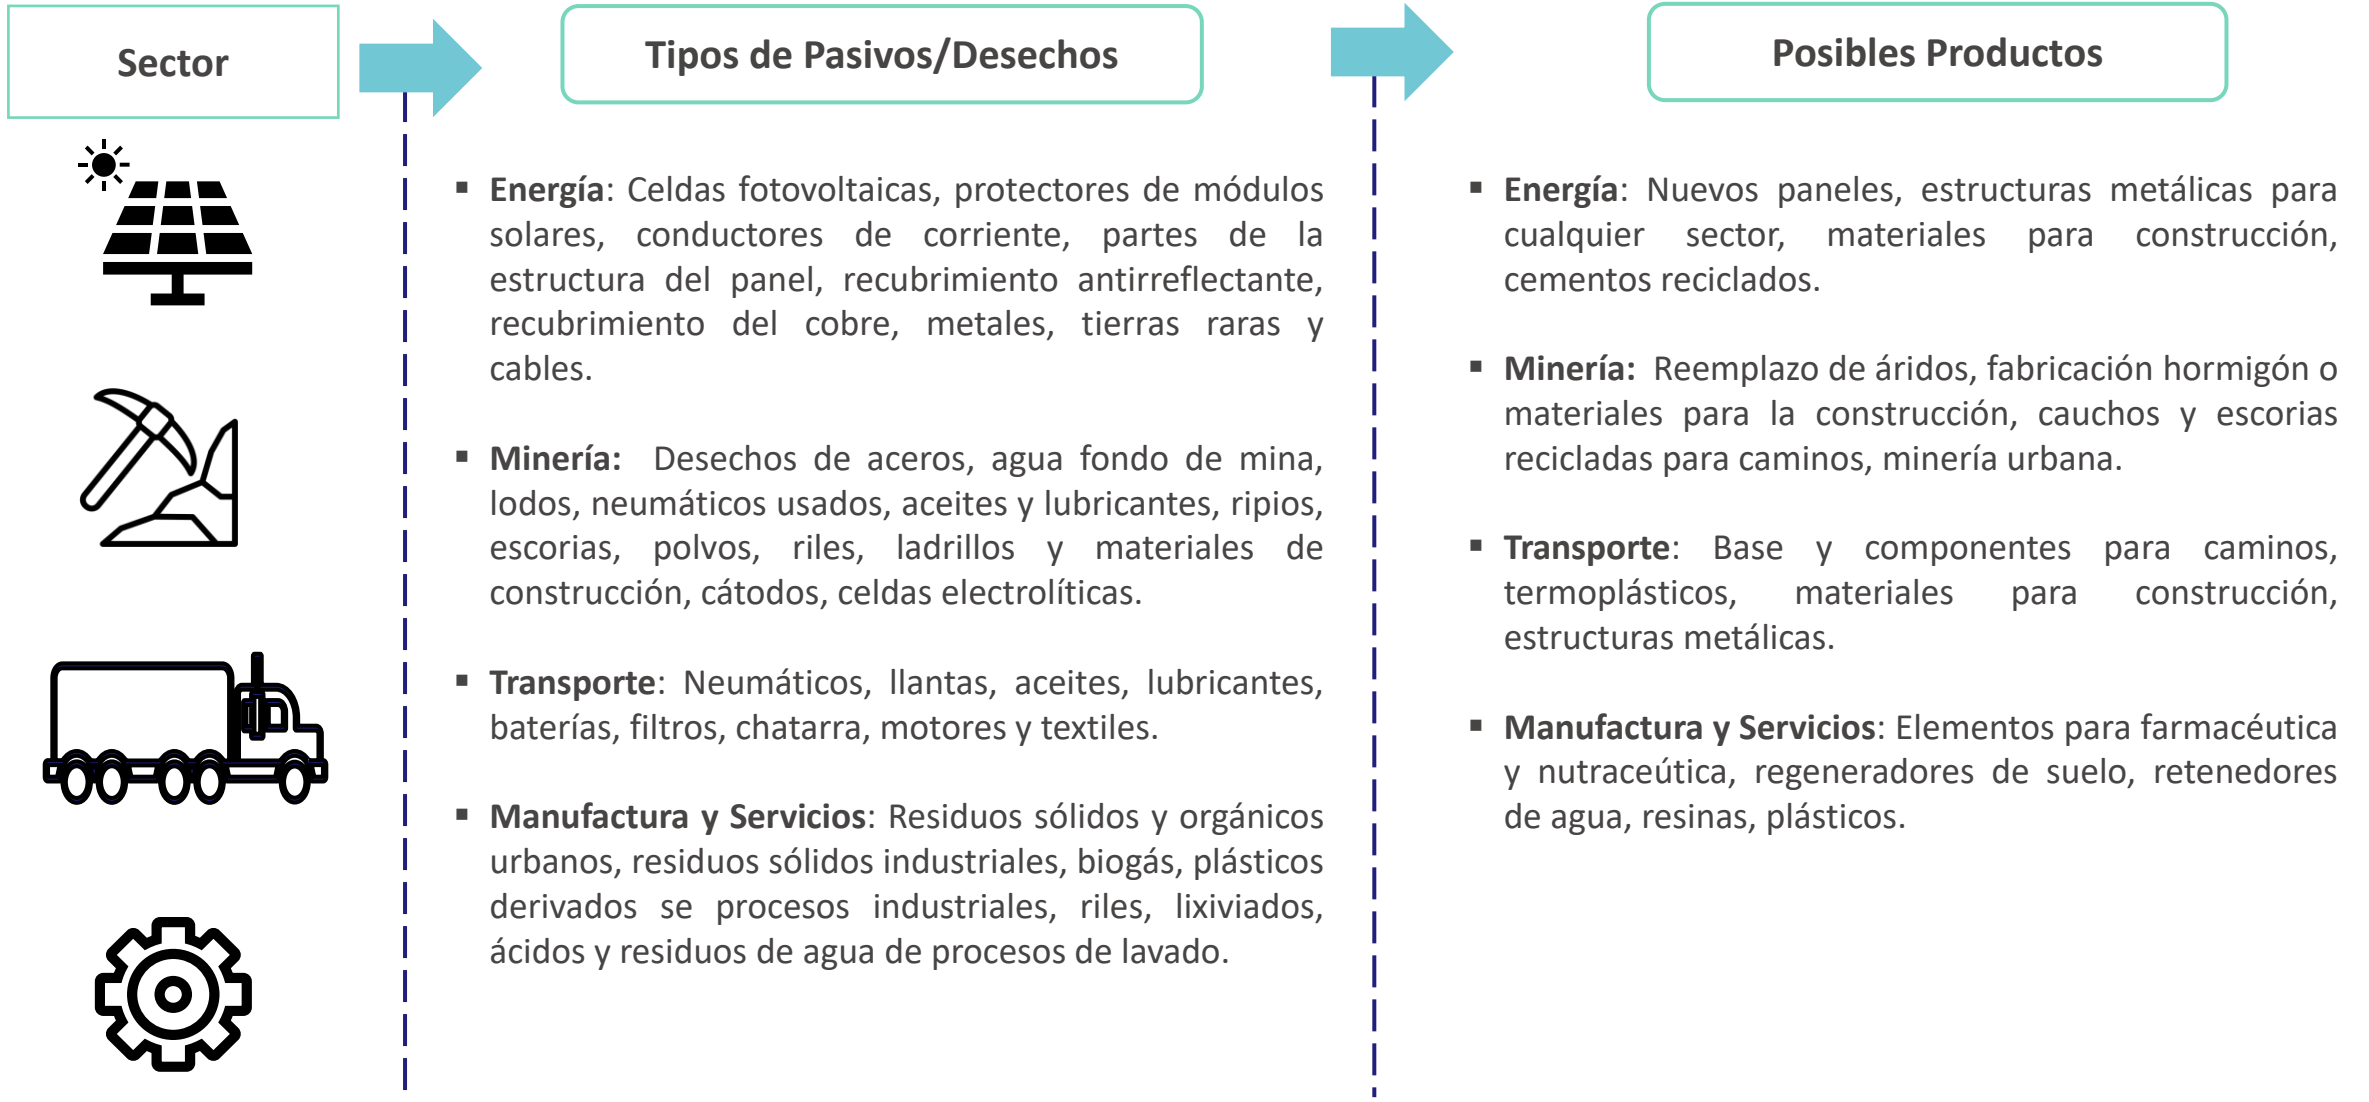 Sector
Tipos de Pasivos/Desechos
Posibles Productos
▪ Energía: Celdas fotovoltaicas, protectores de módulos
solares, conductores de corriente, partes de la
estructura del panel, recubrimiento antirreflectante,
recubrimiento del cobre, metales, tierras raras y
cables.
▪ Minería: Desechos de aceros, agua fondo de mina,
lodos, neumáticos usados, aceites y lubricantes, ripios,
escorias, polvos, riles, ladrillos y materiales de
construcción, cátodos, celdas electrolíticas.
▪ Transporte: Neumáticos, llantas, aceites, lubricantes,
baterías, filtros, chatarra, motores y textiles.
▪ Manufactura y Servicios: Residuos sólidos y orgánicos
urbanos, residuos sólidos industriales, biogás, plásticos
derivados se procesos industriales, riles, lixiviados,
ácidos y residuos de agua de procesos de lavado.
▪ Energía: Nuevos paneles, estructuras metálicas para
cualquier sector, materiales para construcción,
cementos reciclados.
▪ Minería: Reemplazo de áridos, fabricación hormigón o
materiales para la construcción, cauchos y escorias
recicladas para caminos, minería urbana.
▪ Transporte: Base y componentes para caminos,
termoplásticos, materiales para construcción,
estructuras metálicas.
▪ Manufactura y Servicios: Elementos para farmacéutica
y nutraceútica, regeneradores de suelo, retenedores
de agua, resinas, plásticos.